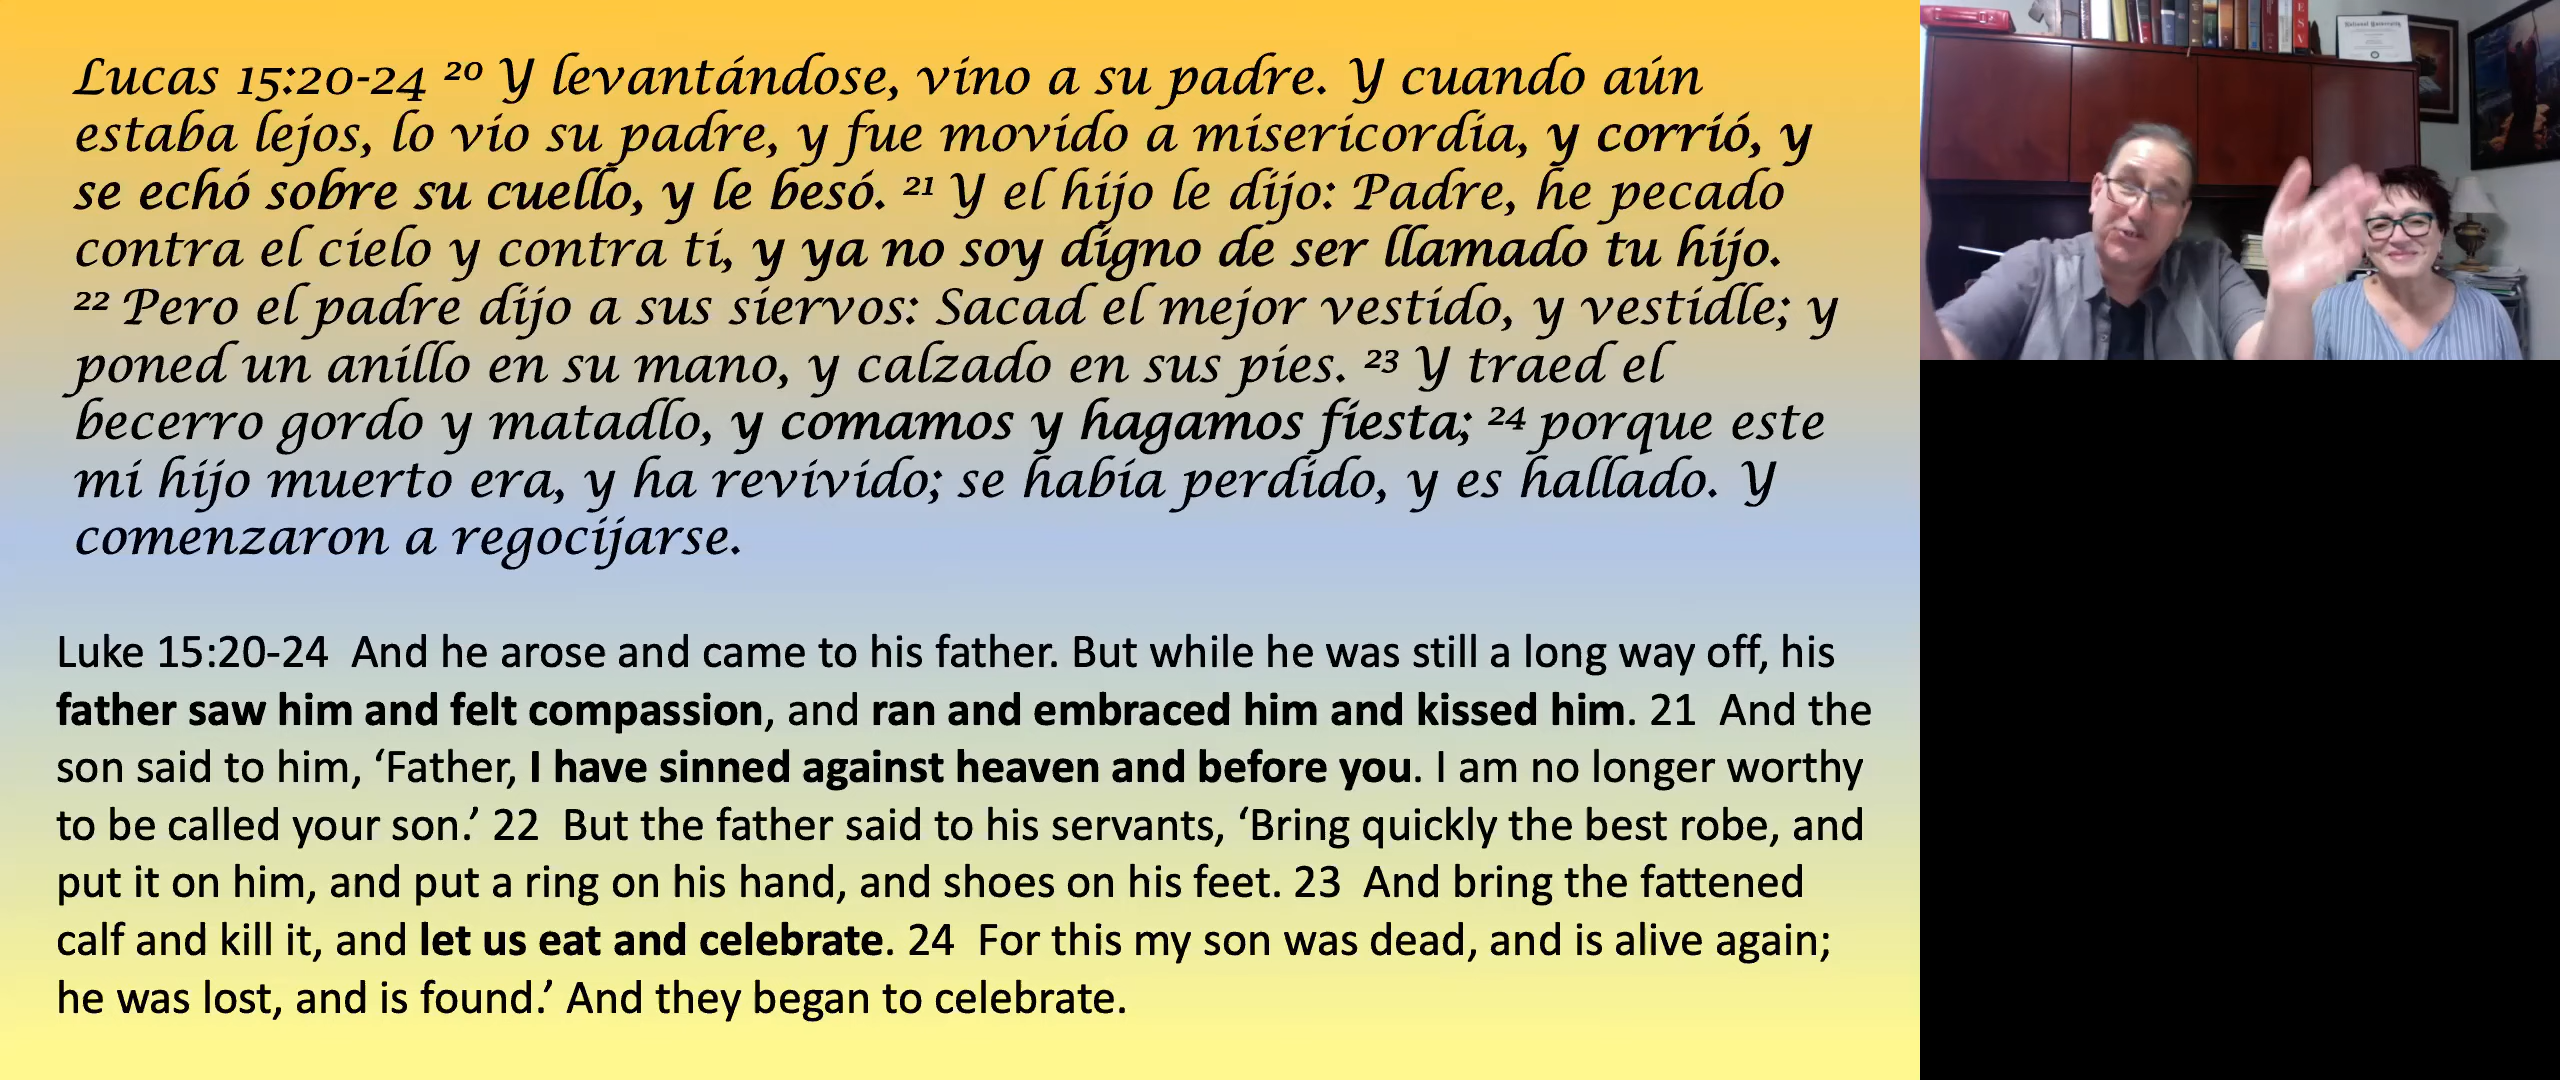 Lucas 15:20-24 ²⁰ Y levantándose, vino a su padre. Y cuando aún
estaba lejos, lo vio su padre, y fue movido a misericordia, y corrió, y
se echó sobre su cuello, y le besó. ²¹ Y el hijo le dijo: Padre, he pecado
contra el cielo y contra ti, y ya no soy digno de ser llamado tu hijo.
²² Pero el padre dijo a sus siervos: Sacad el mejor vestido, y vestidle; y
poned un anillo en su mano, y calzado en sus pies. ²³ Y traed el
becerro gordo y matadlo, y comamos y hagamos fiesta; ²⁴ porque este
mi hijo muerto era, y ha revivido; se había perdido, y es hallado. Y
comenzaron a regocijarse.
Luke 15:20-24  And he arose and came to his father. But while he was still a long way off, his
father saw him and felt compassion, and ran and embraced him and kissed him. 21  And the
son said to him, ‘Father, I have sinned against heaven and before you. I am no longer worthy
to be called your son.’ 22  But the father said to his servants, ‘Bring quickly the best robe, and
put it on him, and put a ring on his hand, and shoes on his feet. 23  And bring the fattened
calf and kill it, and let us eat and celebrate. 24  For this my son was dead, and is alive again;
he was lost, and is found.’ And they began to celebrate.
National University
ESV